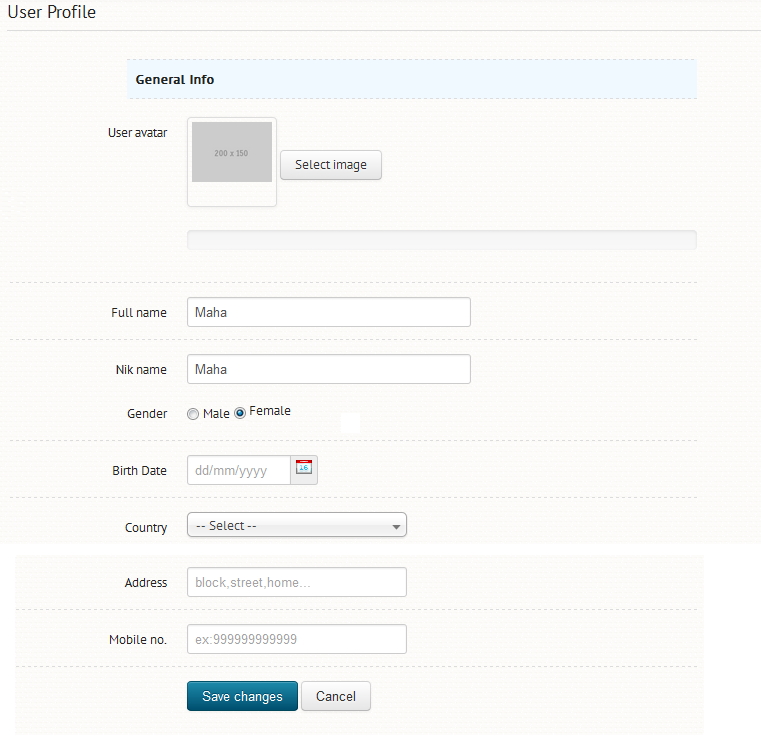 User Profile
General Info
User avatar
200 x 150
Select image
Full name Maha
Nik name Maha
Gender Male Female
Birth Date dd/mm/yyyy 16
Country -- Select --
Address block,street,home...
Mobile no. ex:999999999999
Save changes Cancel